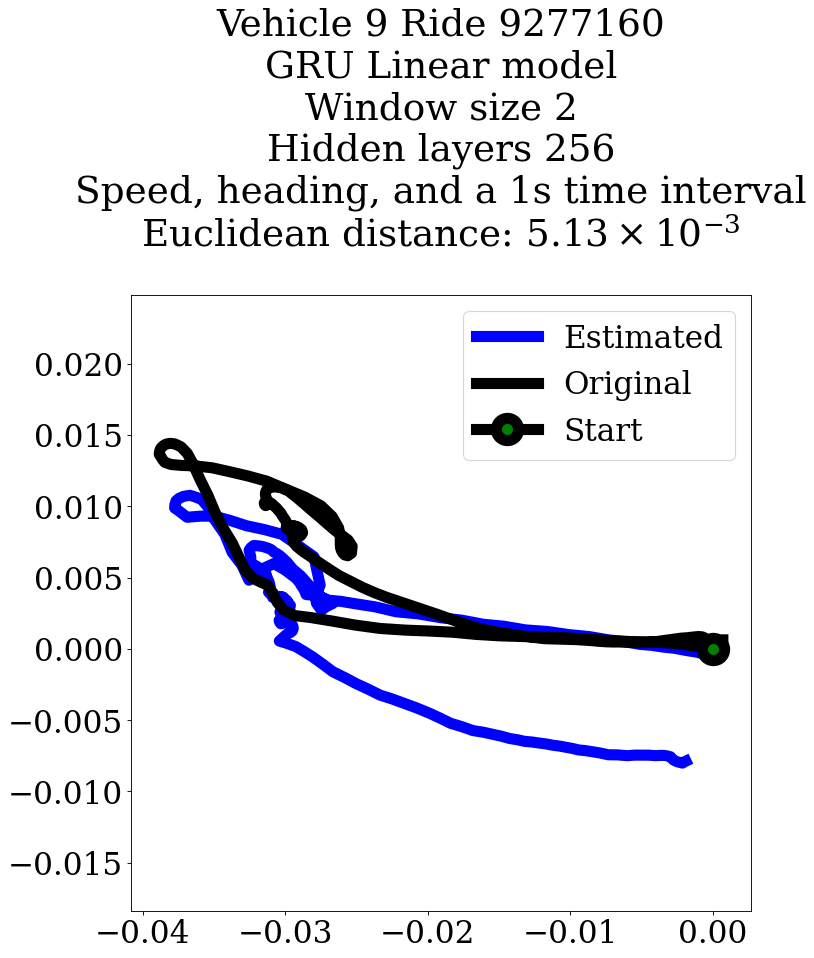 Vehicle 9 Ride 9277160
GRU Linear model
Window size 2
Hidden layers 256
Speed, heading, and a 1s time interval
Euclidean distance: 5.13 × 10⁻³
Estimated
Original
Start
0.020
0.015
0.010
0.005
0.000
−0.005
−0.010
−0.015
−0.04 −0.03 −0.02 −0.01 0.00